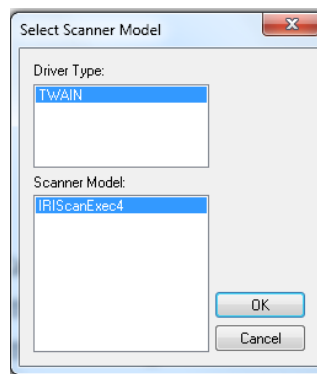 Select Scanner Model
Driver Type:
TWAIN
Scanner Model:
IRIScanExec4
OK
Cancel